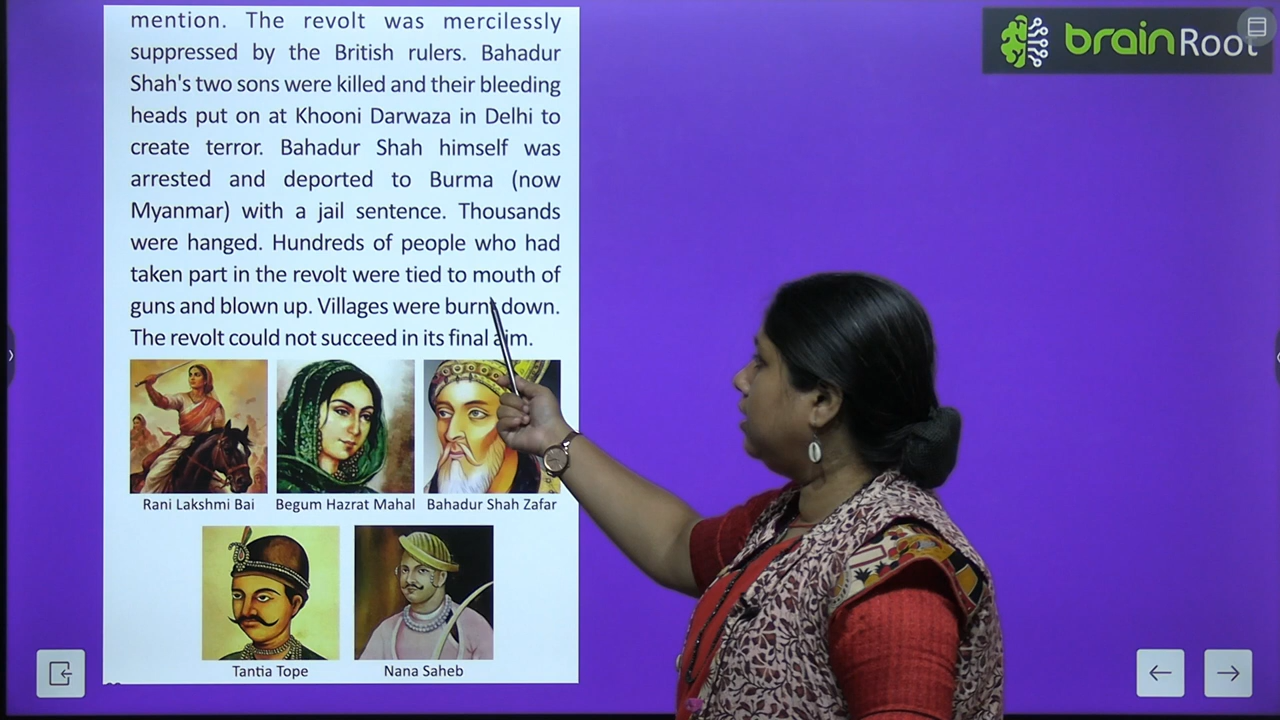 mention. The revolt was mercilessly
suppressed by the British rulers. Bahadur
Shah's two sons were killed and their bleeding
heads put on at Khooni Darwaza in Delhi to
create terror. Bahadur Shah himself was
arrested and deported to Burma (now
Myanmar) with a jail sentence. Thousands
were hanged. Hundreds of people who had
taken part in the revolt were tied to mouth of
guns and blown up. Villages were burnt down.
The revolt could not succeed in its final aim.
Rani Lakshmi Bai Begum Hazrat Mahal Bahadur Shah Zafar
Tantia Tope Nana Saheb
brainRoot